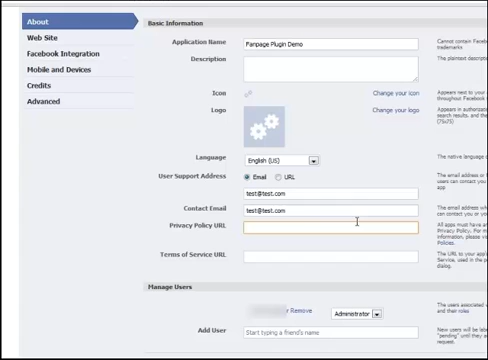 About
Web Site
Facebook Integration
Mobile and Devices
Credits
Advanced
Basic Information
Application Name
Fanpage Plugin Demo
Cannot contain
trademarks
Description
The plaintext
Icon
Change your icon
Appears next to your
throughout
Logo
Change your logo
Appears in
search results, and the
(75x75)
Language
English (US)
The native language
User Support Address
Email
URL
The email address or
users can contact you
app
test@test.com
Contact Email
test@test.com
The email address
can contact you
Privacy Policy URL
All apps must have
Privacy Policy. For
information, please
Policies.
Terms of Service URL
The URL to your
Service, used in the
dialog.
Manage Users
Remove
Administrator
The users associated
and their roles
Add User
Start typing a friend's name
New users will be
"pending" until they
request.